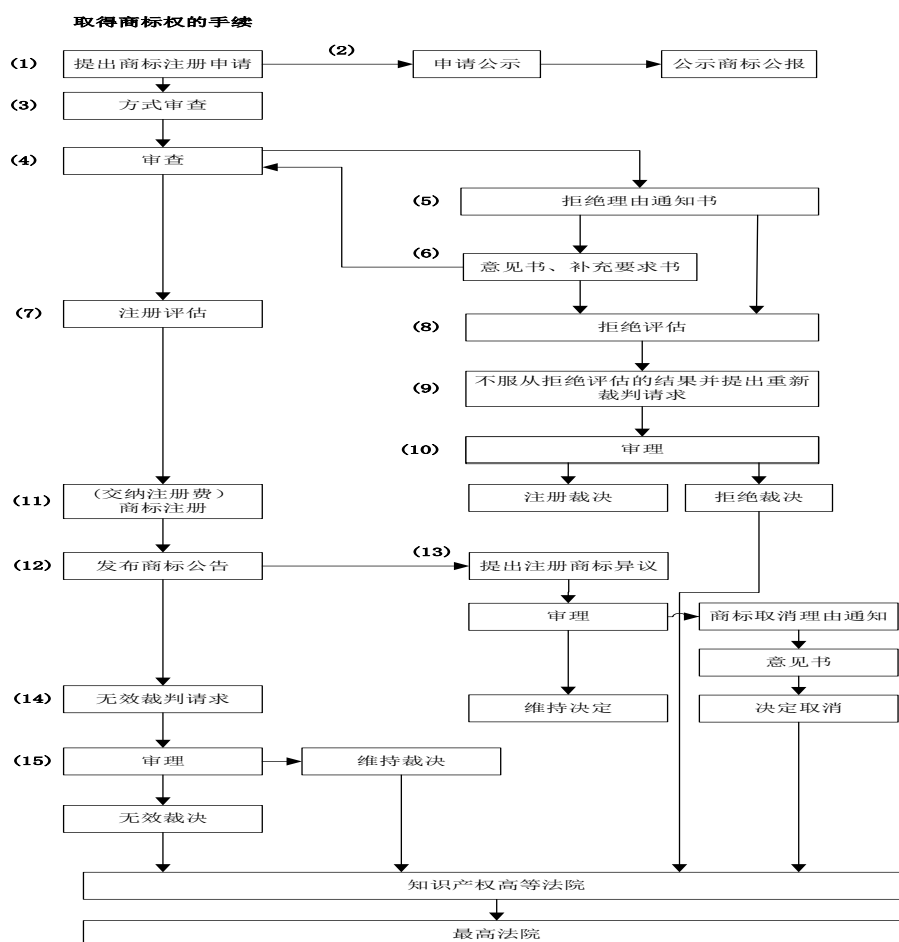 取得商标权的手续
(1) 提出商标注册申请 (2) 申请公示 公示商标公报
(3) 方式审查
(4) 审查
(5) 拒绝理由通知书
(6) 意见书、补充要求书
(7) 注册评估
(8) 拒绝评估
(9) 不服从拒绝评估的结果并提出重新
裁判请求
(10) 审理
注册裁决 拒绝裁决
(11) (交纳注册费)
商标注册
(12) 发布商标公告 (13) 提出注册商标异议
审理 商标取消理由通知
意见书
维持决定 决定取消
(14) 无效裁判请求
(15) 审理 维持裁决
无效裁决
知识产权高等法院
最高法院